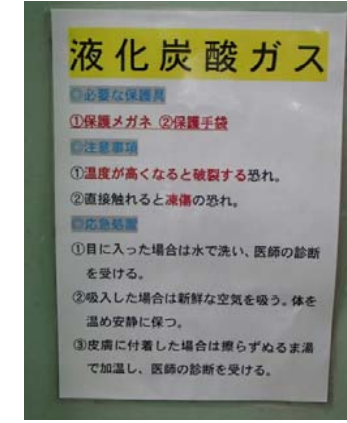 液化炭酸ガス
◎必要な保護具
①保護メガネ ②保護手袋
◎注意事項
①温度が高くなると破裂する恐れ。
②直接触れると凍傷の恐れ。
◎応急処置
①目に入った場合は水で洗い、医師の診断
を受ける。
②吸入した場合は新鮮な空気を吸う。体を
温め安静に保つ。
③皮膚に付着した場合は擦らずぬるま湯
で加温し、医師の診断を受ける。